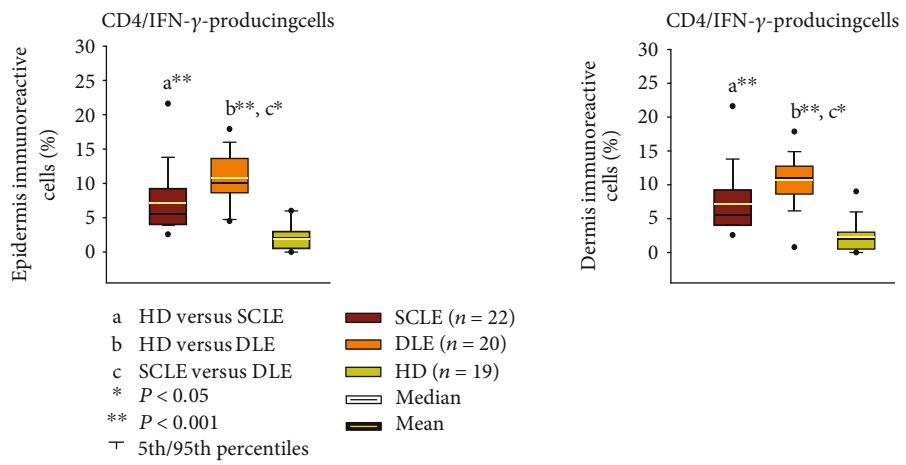 CD4/IFN-γ-producingcells
Epidermis immunoreactive
cells (%)
30
25
20
15
10
5
0
a**
b**, c*
CD4/IFN-γ-producingcells
Dermis immunoreactive
cells (%)
30
25
20
15
10
5
0
a**
b**, c*
a HD versus SCLE
b HD versus DLE
c SCLE versus DLE
* P < 0.05
** P < 0.001
5th/95th percentiles
SCLE (n = 22)
DLE (n = 20)
HD (n = 19)
Median
Mean